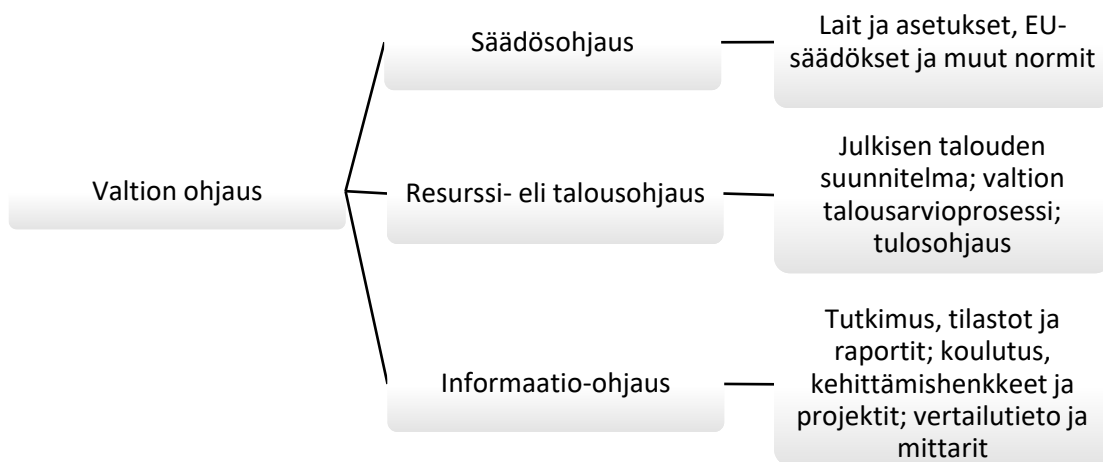 Valtion ohjaus
Säädösohjaus
Lait ja asetukset, EU-
säädökset ja muut normit
Resurssi- eli talousohjaus
Julkisen talouden
suunnitelma; valtion
talousarvioprosessi;
tulosohjaus
Informaatio-ohjaus
Tutkimus, tilastot ja
raportit; koulutus,
kehittämishenkkeet ja
projektit; vertailutieto ja
mittarit